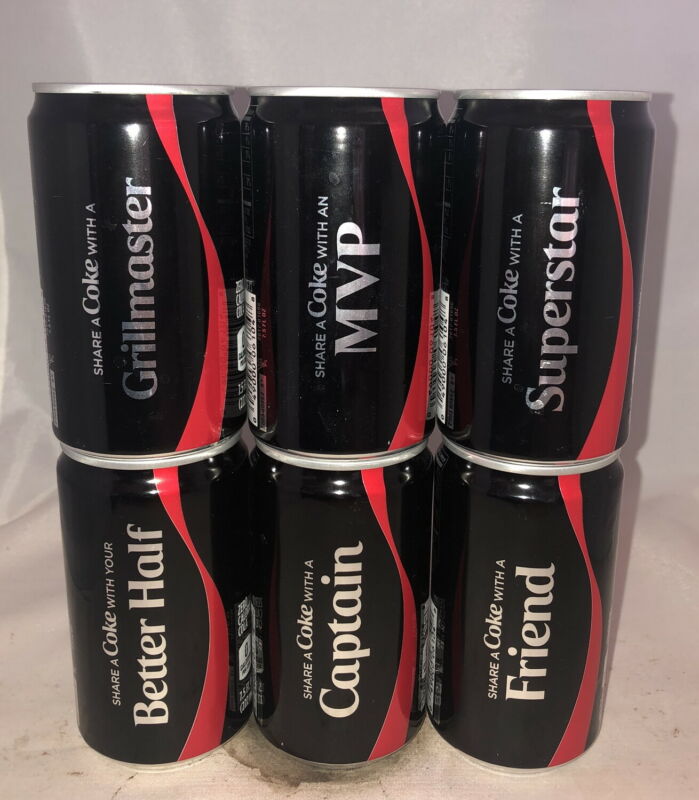 SHARE A Coke WITH A
Grillmaster
SHARE A Coke WITH AN
MVP
SHARE A Coke WITH A
Superstar
SHARE A Coke WITH YOUR
Better Half
SHARE A Coke WITH A
Captain
SHARE A Coke WITH A
Friend